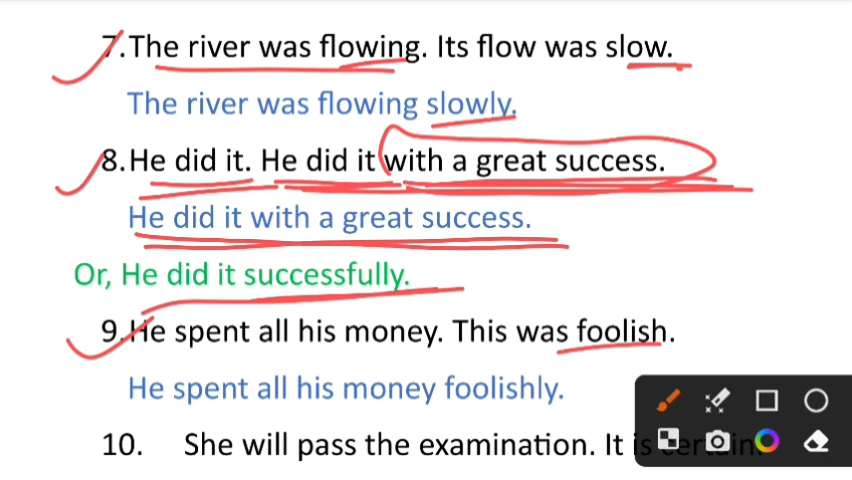 7.The river was flowing. Its flow was slow.
The river was flowing slowly.
8.He did it. He did it with a great success.
He did it with a great success.
Or, He did it successfully.
9.He spent all his money. This was foolish.
He spent all his money foolishly.
10. She will pass the examination. It is certain.